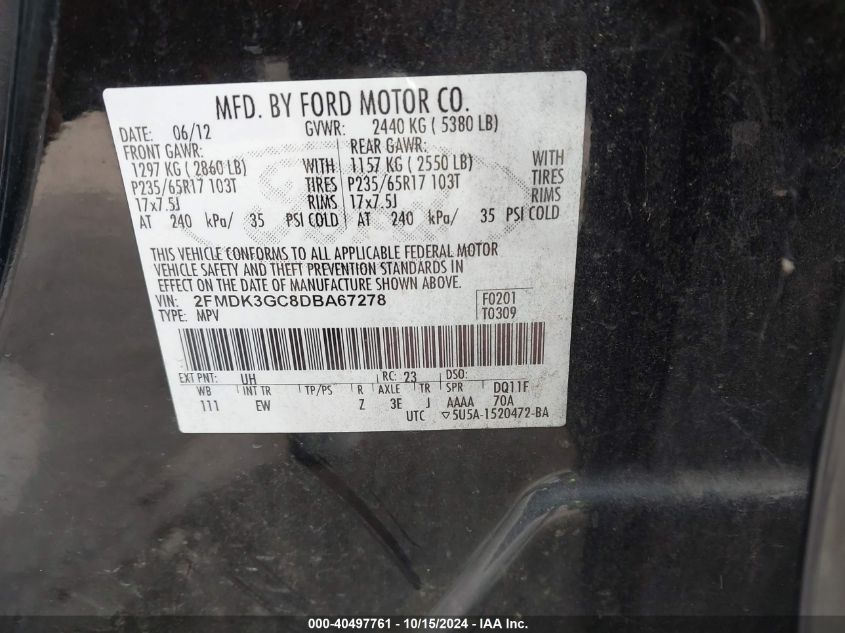 MFD. BY FORD MOTOR CO.
DATE: 06/12 GVWR: 2440 KG ( 5380 LB)
FRONT GAWR: REAR GAWR:
1297 KG ( 2860 LB) WITH 1157 KG ( 2550 LB) WITH
P235/65R17 103T TIRES P235/65R17 103T TIRES
17x7.5J RIMS 17x7.5J RIMS
AT 240 kPa/ 35 PSI COLD AT 240 kPa/ 35 PSI COLD
THIS VEHICLE CONFORMS TO ALL APPLICABLE FEDERAL MOTOR
VEHICLE SAFETY AND THEFT PREVENTION STANDARDS IN
EFFECT ON THE DATE OF MANUFACTURE SHOWN ABOVE.
VIN: 2FMDK3GC8DBA67278 F0201
TYPE: MPV T0309
EXT PNT: UH RC: 23 DSO:
WB INT TR TP/PS R AXLE TR SPR DQ11F
111 EW Z 3E J AAAA 70A
UTC ▽5U5A-1520472-BA
000-40497761 - 10/15/2024 - IAA Inc.